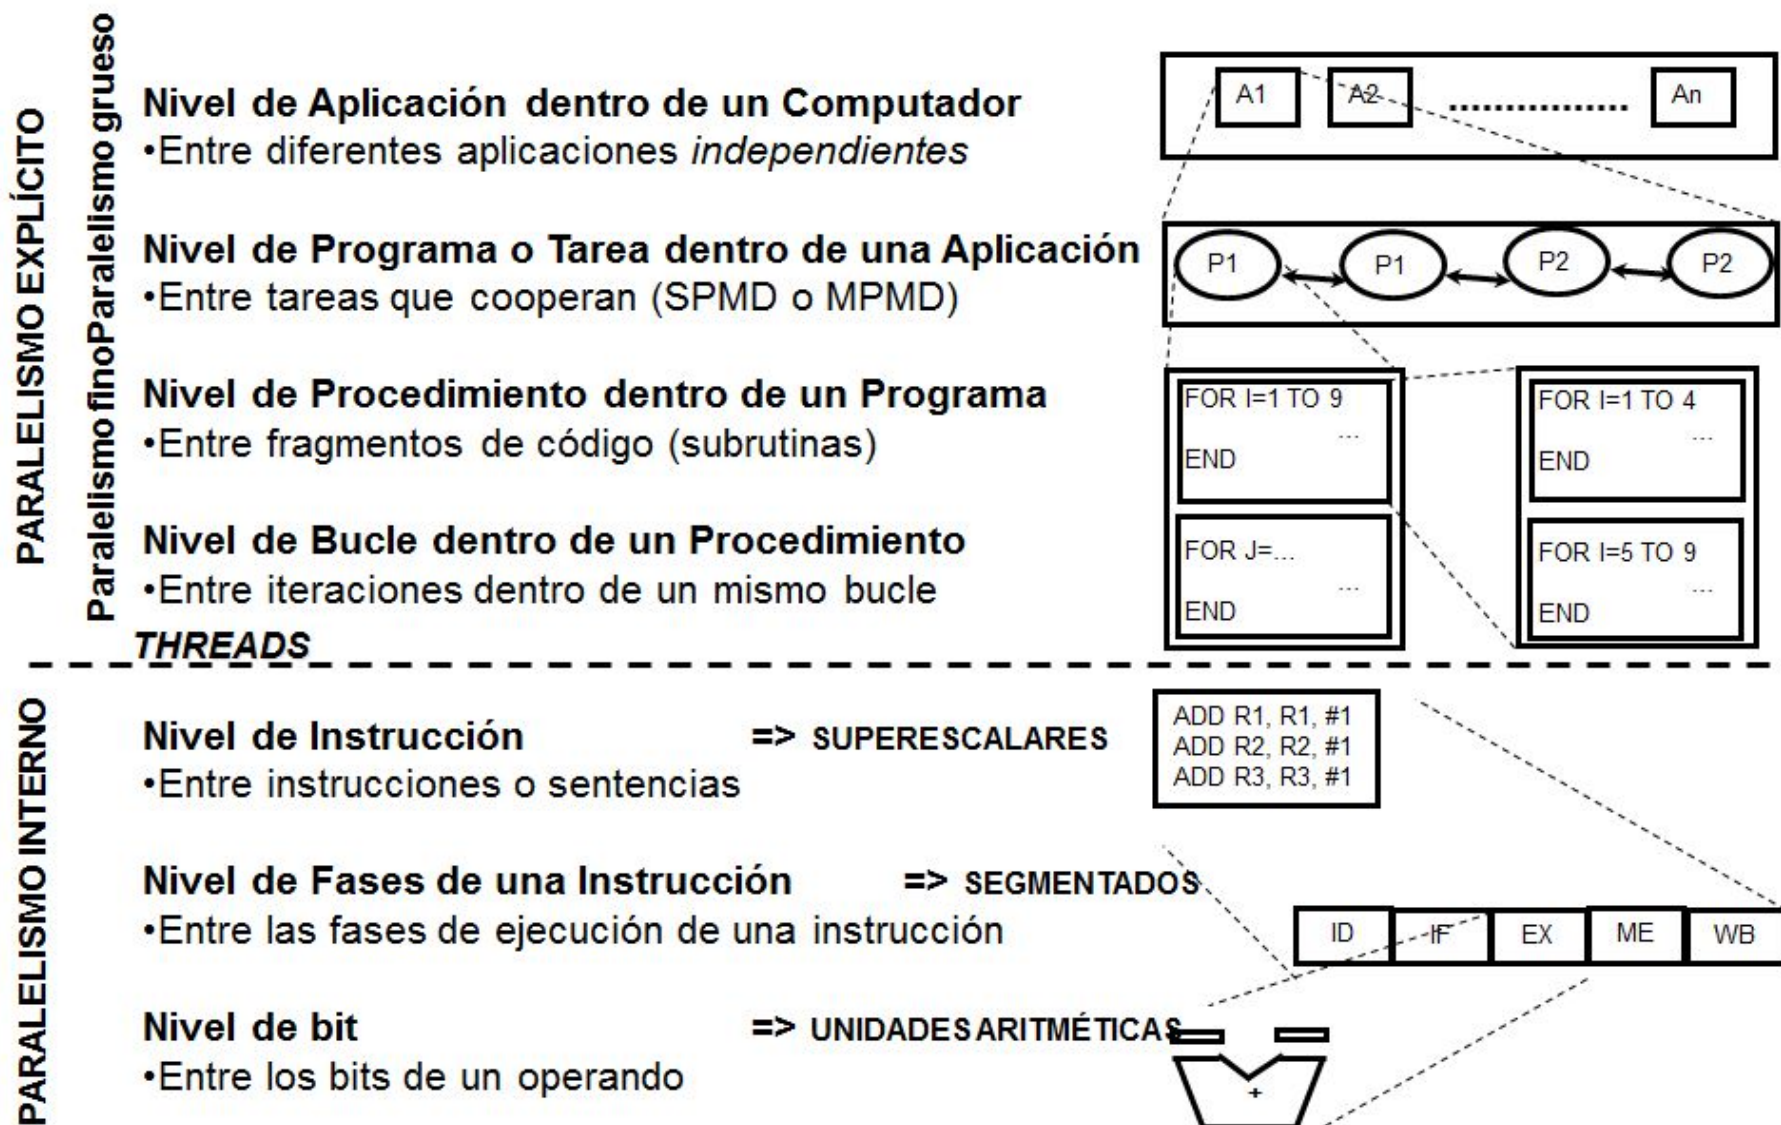 PARALELISMO EXPLÍCITO
Paralelismo finoParalelismo grueso
Nivel de Aplicación dentro de un Computador
•Entre diferentes aplicaciones independientes
A1 A2 .................. An
Nivel de Programa o Tarea dentro de una Aplicación
•Entre tareas que cooperan (SPMD o MPMD)
P1 P1 P2 P2
Nivel de Procedimiento dentro de un Programa
•Entre fragmentos de código (subrutinas)
FOR I=1 TO 9
...
END
FOR I=1 TO 4
...
END
Nivel de Bucle dentro de un Procedimiento
•Entre iteraciones dentro de un mismo bucle
FOR J=...
...
END
FOR I=5 TO 9
...
END
THREADS
PARALELISMO INTERNO
Nivel de Instrucción => SUPERESCALARES
•Entre instrucciones o sentencias
ADD R1, R1, #1
ADD R2, R2, #1
ADD R3, R3, #1
Nivel de Fases de una Instrucción => SEGMENTADOS
•Entre las fases de ejecución de una instrucción
ID IF EX ME WB
Nivel de bit => UNIDADES ARITMÉTICAS
•Entre los bits de un operando
+